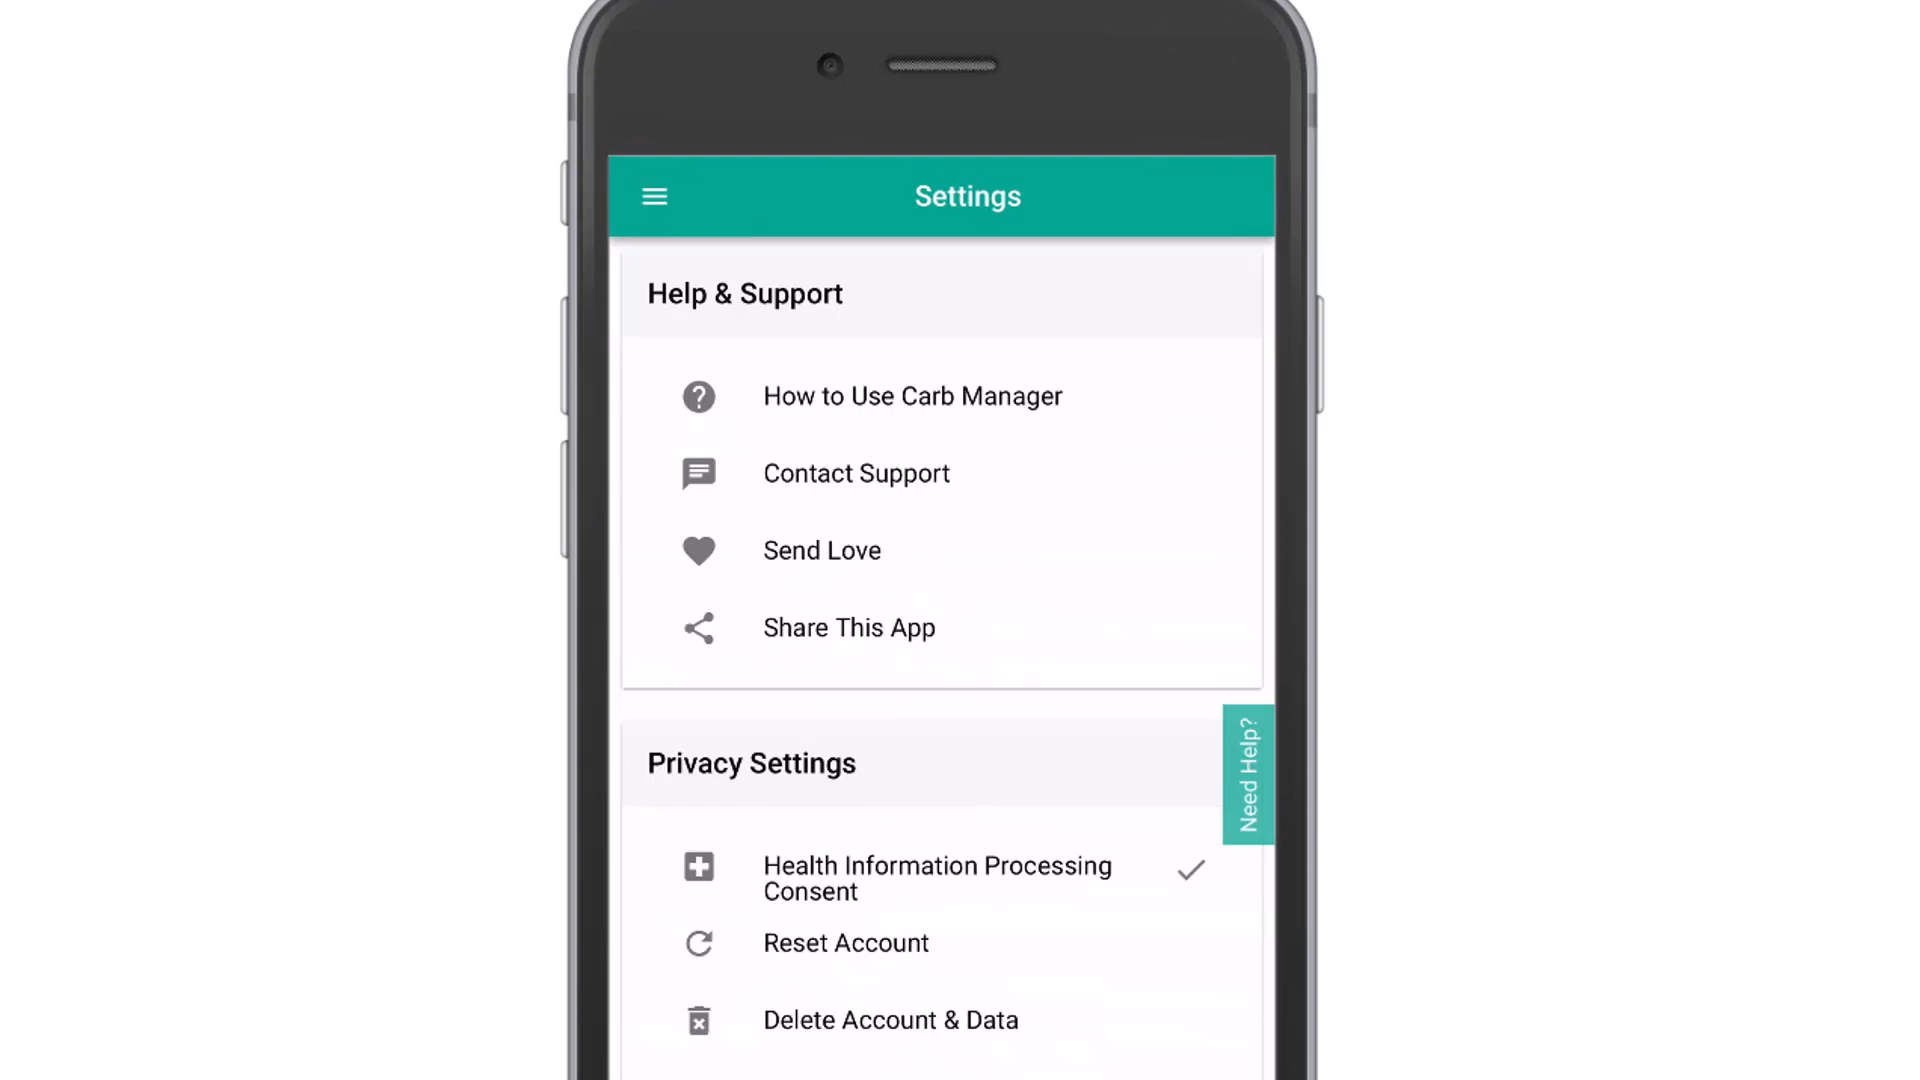 Settings
Help & Support
How to Use Carb Manager
Contact Support
Send Love
Share This App
Need Help?
Privacy Settings
Health Information Processing
Consent
Reset Account
Delete Account & Data